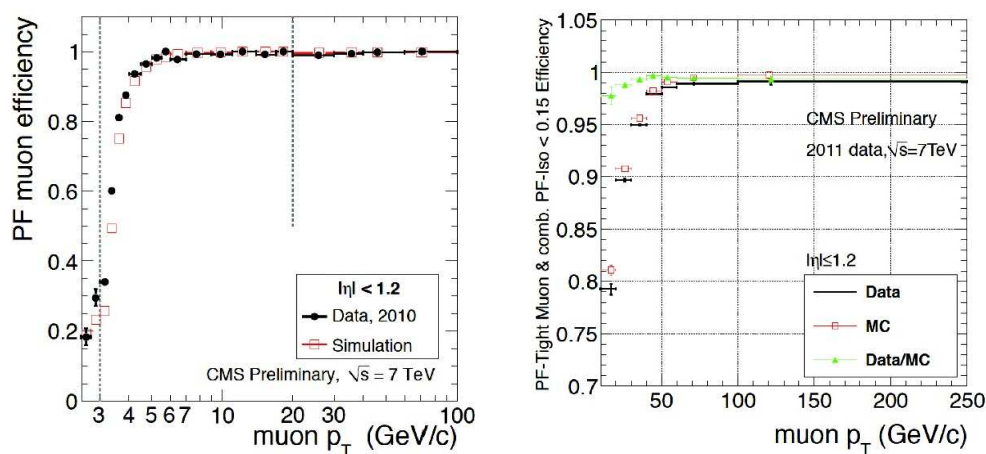 PF muon efficiency
1
0.8
0.6
0.4
0.2
0
|η| < 1.2
Data, 2010
Simulation
CMS Preliminary, √s = 7 TeV
3 4 5 6 7 10 20 30 100
muon p_T (GeV/c)
PF-Tight Muon & comb. PF-Iso < 0.15 Efficiency
1.05
1
0.95
0.9
0.85
0.8
0.75
0.7
CMS Preliminary
2011 data,√s=7TeV
|η|≤1.2
Data
MC
Data/MC
50 100 150 200 250
muon p_T (GeV/c)